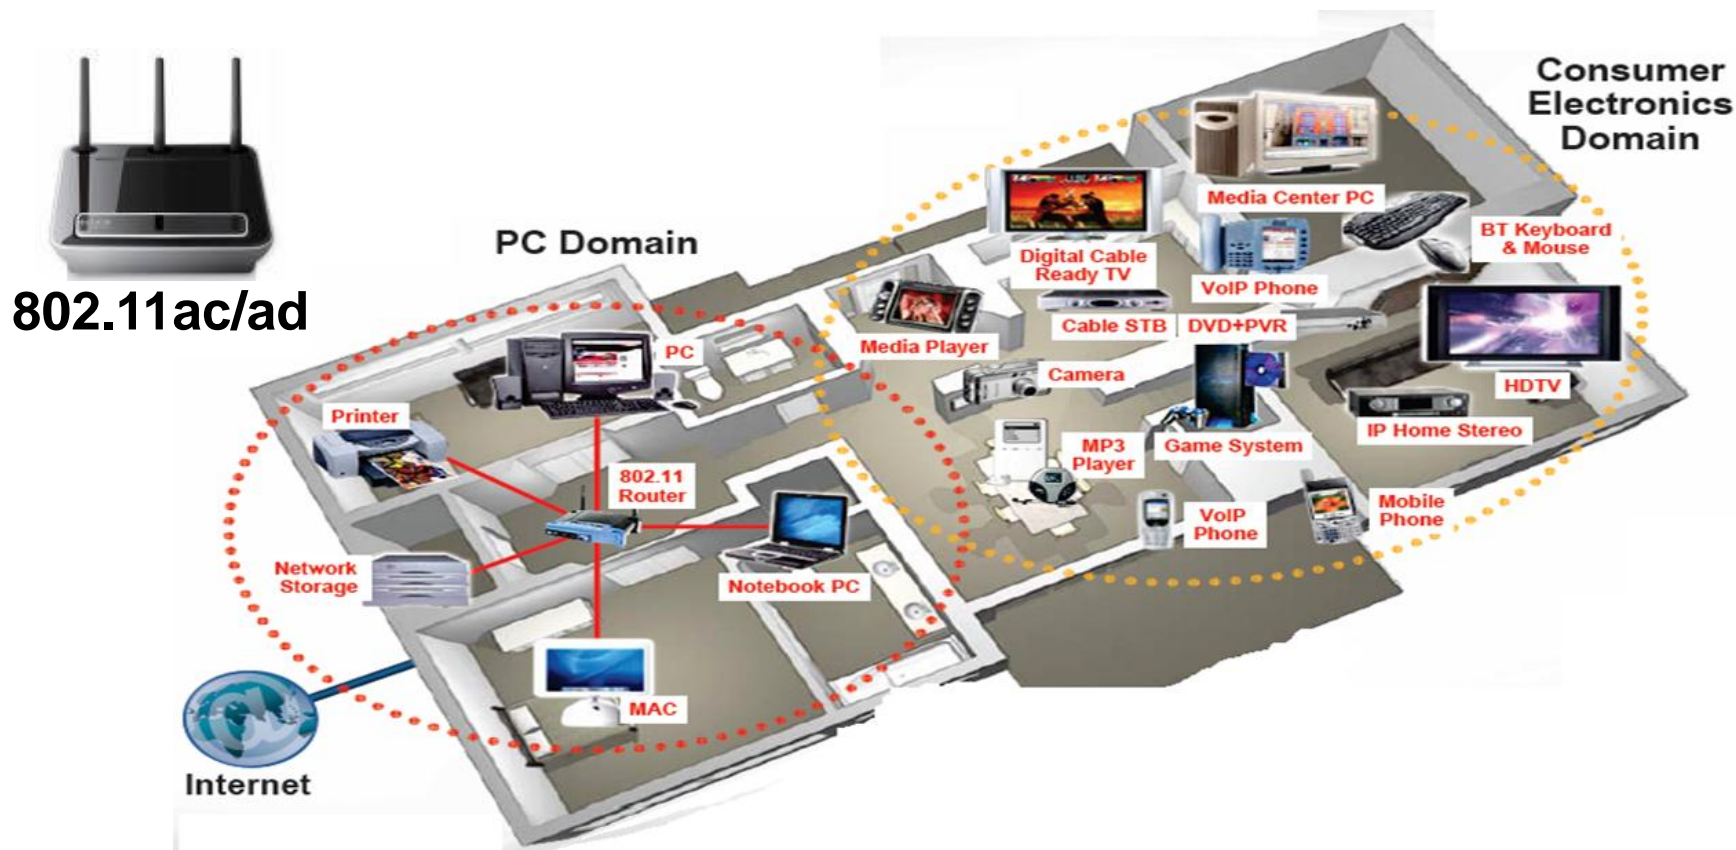 Consumer
Electronics
Domain
802.11ac/ad
PC Domain
Media Center PC
BT Keyboard
& Mouse
Digital Cable
Ready TV
VoIP Phone
Cable STB
DVD+PVR
Media Player
HDTV
Camera
IP Home Stereo
Game System
MP3
Player
VoIP
Phone
Mobile
Phone
PC
Printer
802.11
Router
Network
Storage
Notebook PC
MAC
Internet